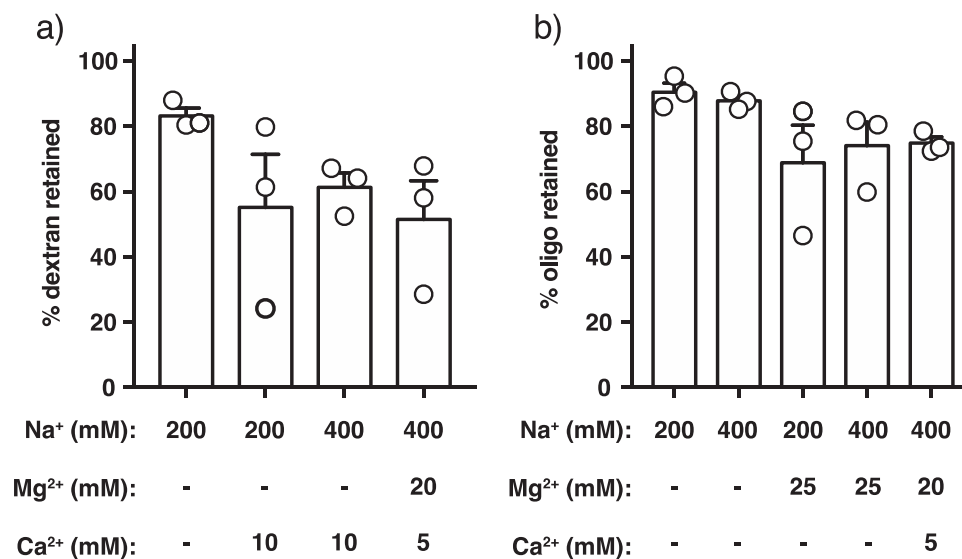 a)
% dextran retained
100
80
60
40
20
0
Na⁺ (mM): 200 200 400 400
Mg²⁺ (mM): - - - 20
Ca²⁺ (mM): - 10 10 5
b)
% oligo retained
100
80
60
40
20
0
Na⁺ (mM): 200 400 200 400 400
Mg²⁺ (mM): - - 25 25 20
Ca²⁺ (mM): - - - - 5